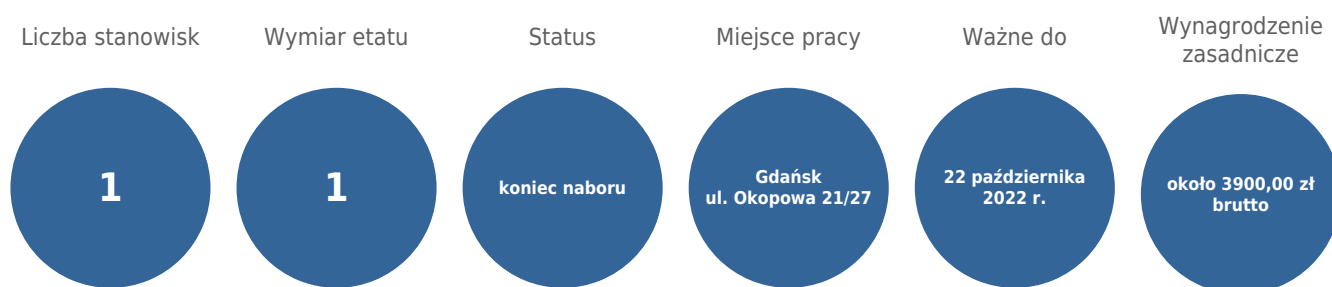 Liczba stanowisk
Wymiar etatu
Status
Miejsce pracy
Ważne do
Wynagrodzenie
zasadnicze
1
1
koniec naboru
Gdańsk
ul. Okopowa 21/27
22 października
2022 r.
około 3900,00 zł
brutto